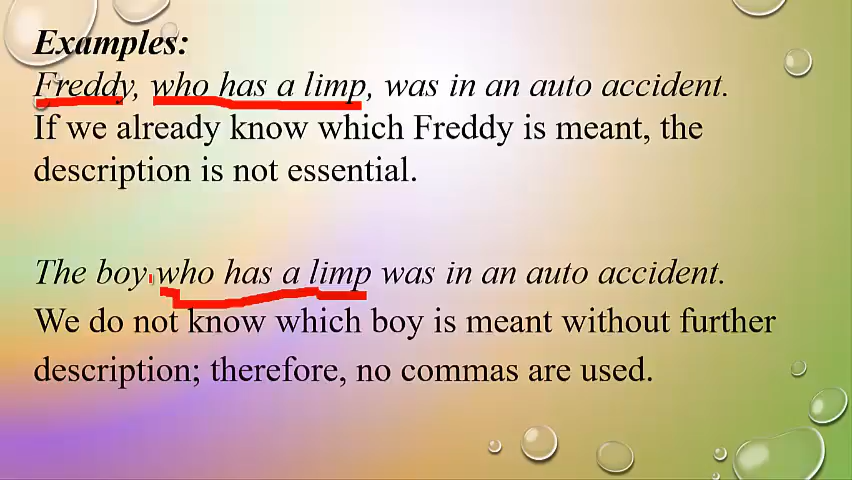 Examples:
Freddy, who has a limp, was in an auto accident.
If we already know which Freddy is meant, the
description is not essential.
The boy who has a limp was in an auto accident.
We do not know which boy is meant without further
description; therefore, no commas are used.